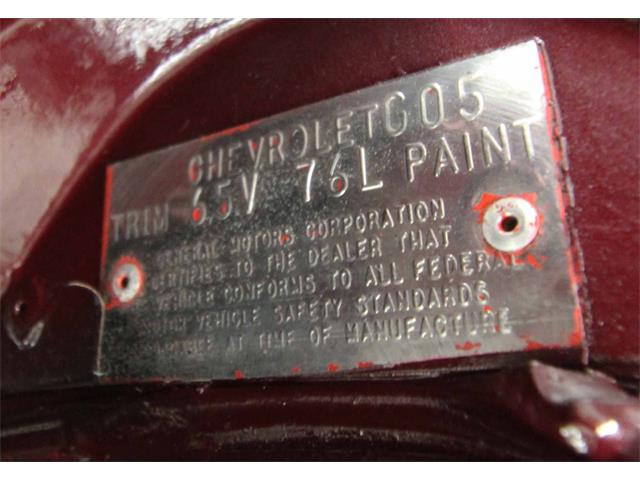 CHEVROLET G05
TRIM 65V 76L PAINT
GENERAL MOTORS CORPORATION
CERTIFIES TO THE DEALER THAT
VEHICLE CONFORMS TO ALL FEDERAL
MOTOR VEHICLE SAFETY STANDARDS
AT TIME OF MANUFACTURE